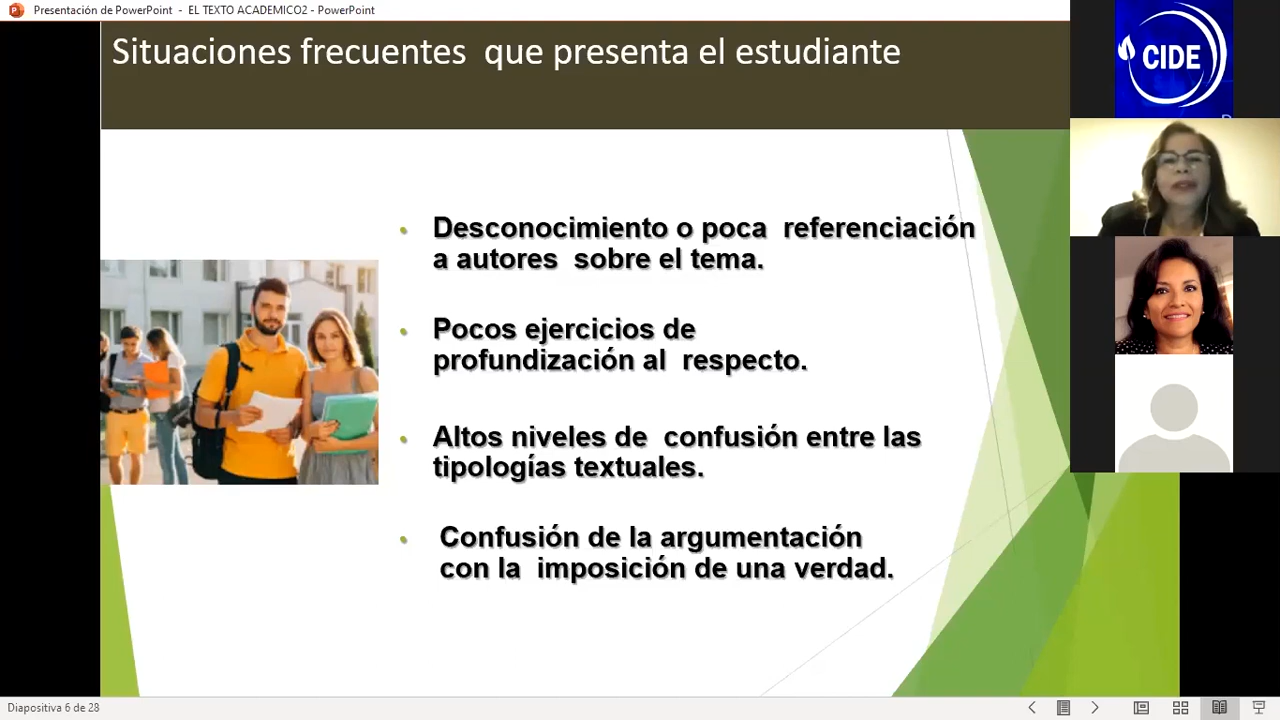 Presentación de PowerPoint - EL TEXTO ACADEMICO2 - PowerPoint
Situaciones frecuentes que presenta el estudiante
CIDE
• Desconocimiento o poca referenciación
a autores sobre el tema.
• Pocos ejercicios de
profundización al respecto.
• Altos niveles de confusión entre las
tipologías textuales.
• Confusión de la argumentación
con la imposición de una verdad.
Diapositiva 6 de 28